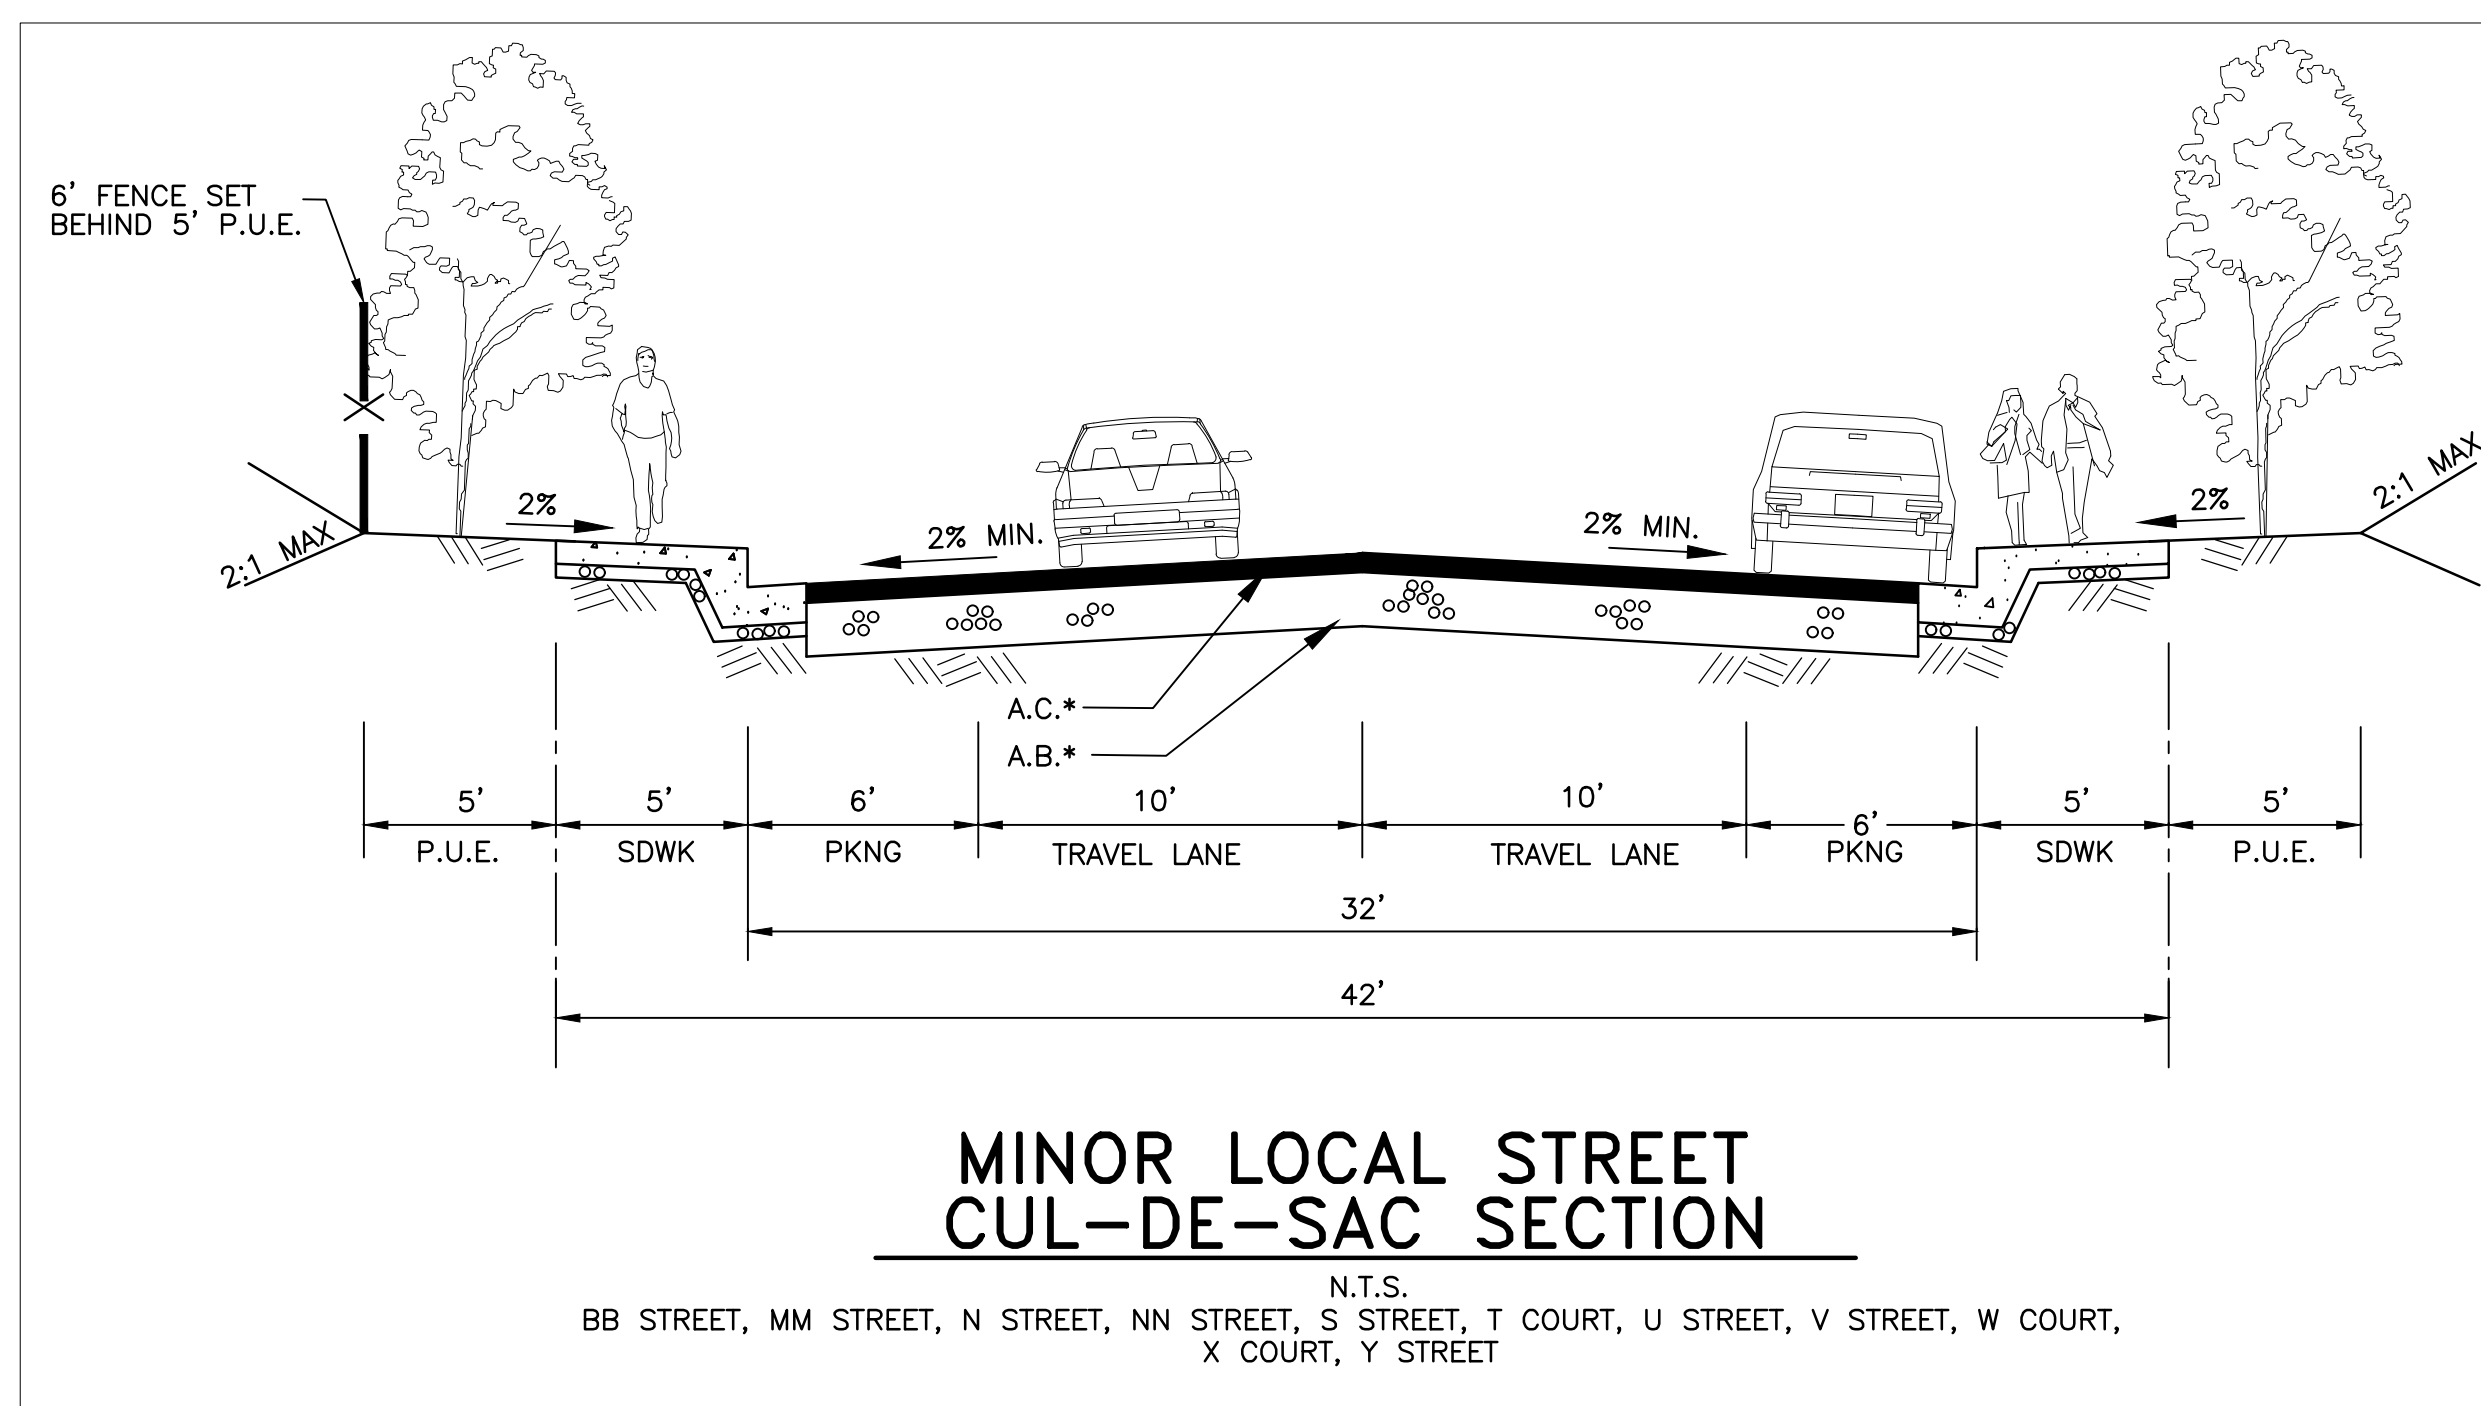 6' FENCE SET
BEHIND 5' P.U.E.
2:1 MAX
2%
2% MIN.
2% MIN.
2%
2:1 MAX
A.C.*
A.B.*
5' 5' 6' 10' 10' 6' 5' 5'
P.U.E. SDWK PKNG TRAVEL LANE TRAVEL LANE PKNG SDWK P.U.E.
32'
42'
MINOR LOCAL STREET
CUL-DE-SAC SECTION
N.T.S.
BB STREET, MM STREET, N STREET, NN STREET, S STREET, T COURT, U STREET, V STREET, W COURT,
X COURT, Y STREET